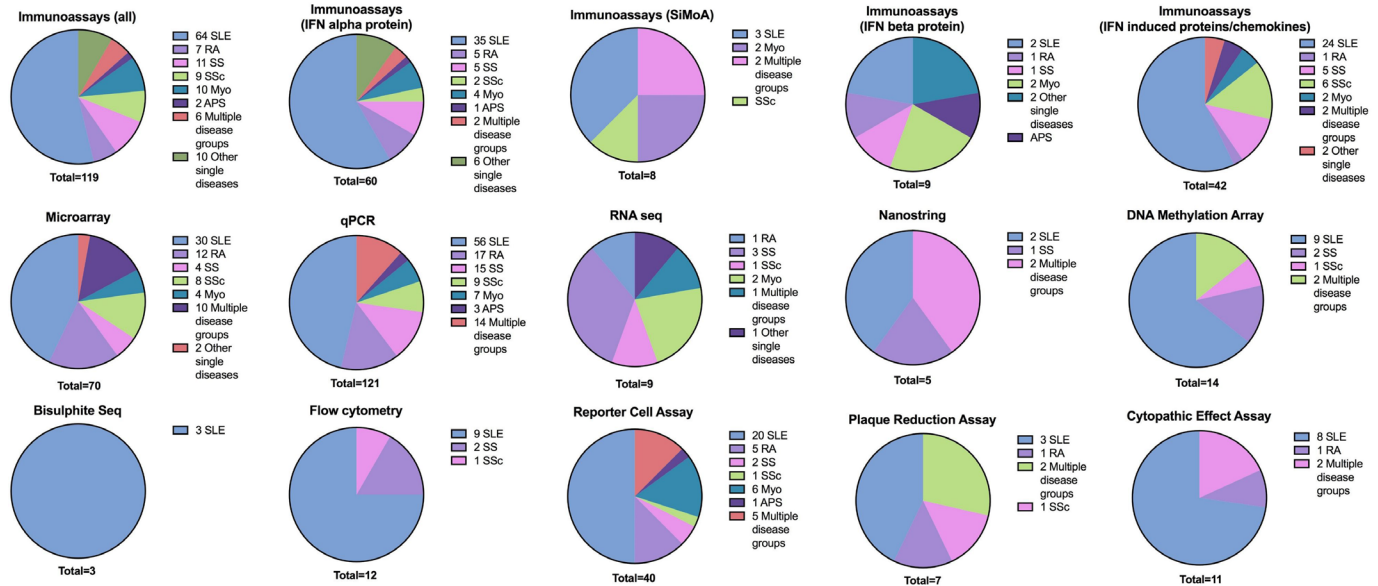 Immunoassays (all)
64 SLE
7 RA
11 SS
9 SSc
10 Myo
2 APS
6 Multiple
disease
groups
10 Other
single
diseases
Total=119
Immunoassays
(IFN alpha protein)
35 SLE
5 RA
5 SS
2 SSc
4 Myo
1 APS
2 Multiple
disease
groups
6 Other
single
diseases
Total=60
Immunoassays (SiMoA)
3 SLE
2 Myo
2 Multiple
disease
groups
SSc
Total=8
Immunoassays
(IFN beta protein)
2 SLE
1 RA
1 SS
2 Myo
2 Other
single
diseases
APS
Total=9
Immunoassays
(IFN induced proteins/chemokines)
24 SLE
1 RA
5 SS
6 SSc
2 Myo
2 Multiple
disease
groups
2 Other
single
diseases
Total=42
Microarray
30 SLE
12 RA
4 SS
8 SSc
4 Myo
10 Multiple
disease
groups
2 Other
single
diseases
Total=70
qPCR
56 SLE
17 RA
15 SS
9 SSc
7 Myo
3 APS
14 Multiple
disease
groups
Total=121
RNA seq
1 RA
3 SS
1 SSc
2 Myo
1 Multiple
disease
groups
1 Other
single
diseases
Total=9
Nanostring
2 SLE
1 SS
2 Multiple
disease
groups
Total=5
DNA Methylation Array
9 SLE
2 SS
1 SSc
2 Multiple
disease
groups
Total=14
Bisulphite Seq
3 SLE
Total=3
Flow cytometry
9 SLE
2 SS
1 SSc
Total=12
Reporter Cell Assay
20 SLE
5 RA
2 SS
1 SSc
6 Myo
1 APS
5 Multiple
disease
groups
Total=40
Plaque Reduction Assay
3 SLE
1 RA
2 Multiple
disease
groups
1 SSc
Total=7
Cytopathic Effect Assay
8 SLE
1 RA
2 Multiple
disease
groups
Total=11